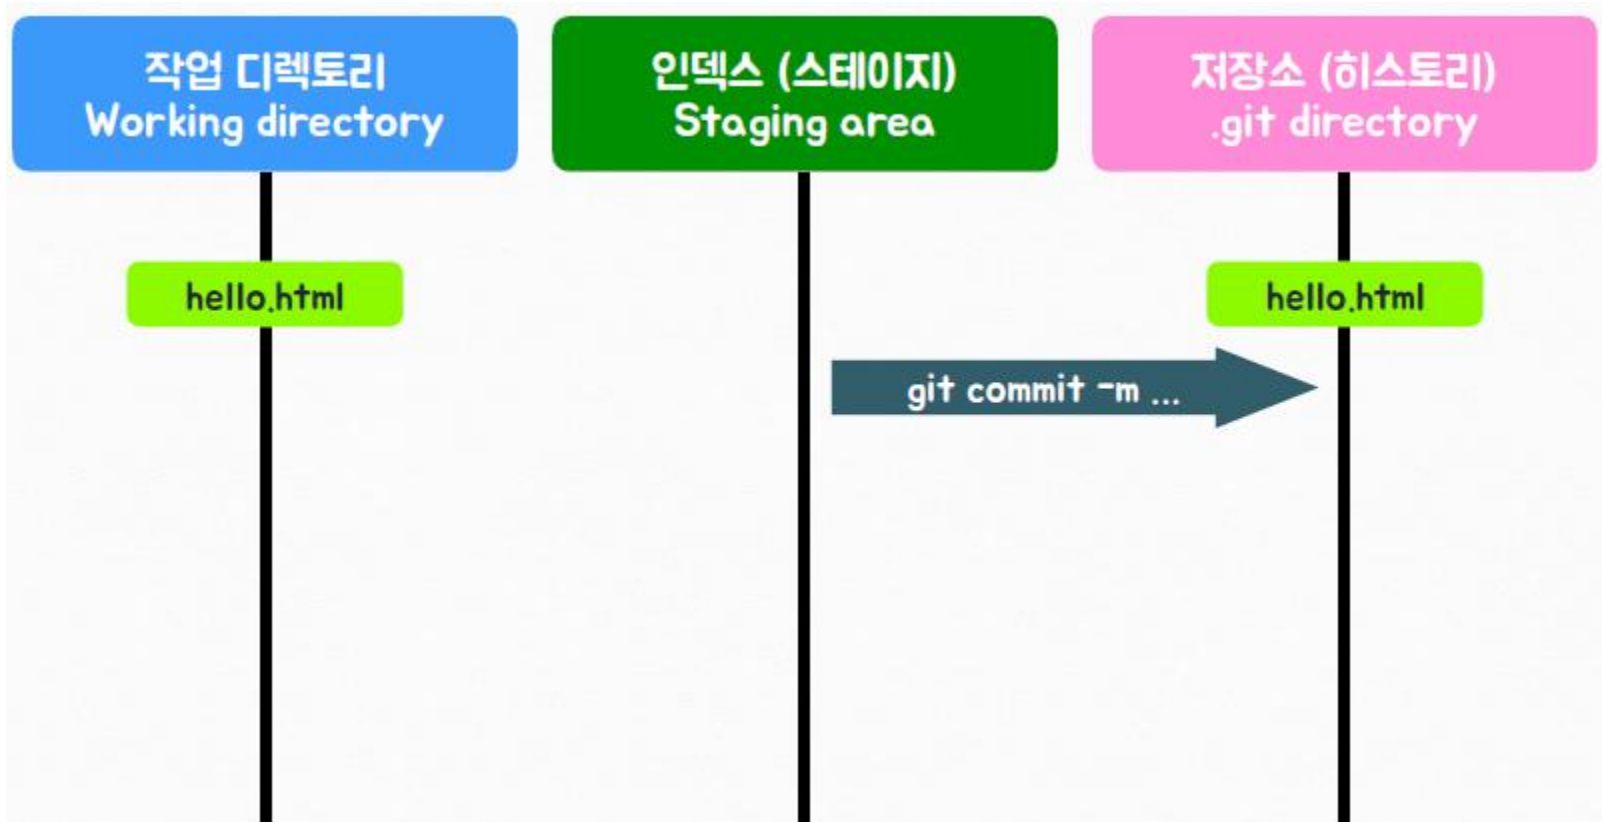 작업 디렉토리
Working directory
인덱스 (스테이지)
Staging area
저장소 (히스토리)
.git directory
hello.html
hello.html
git commit -m ...